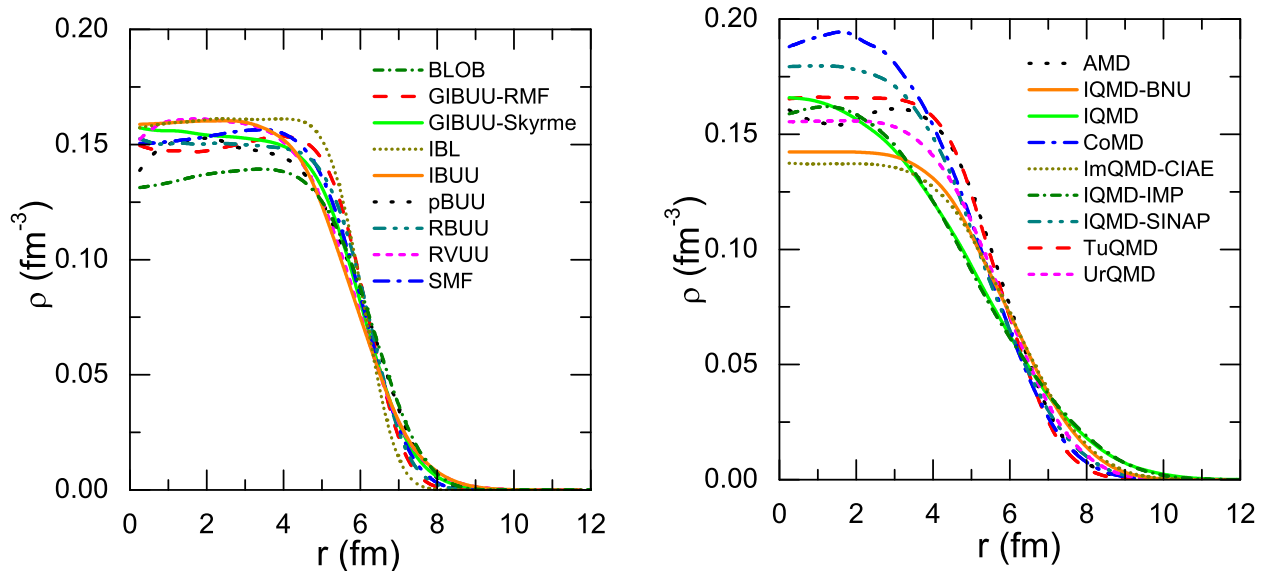 0.20
0.15
0.10
0.05
0.00
ρ (fm⁻³)
0 2 4 6 8 10 12
r (fm)
BLOB
GIBUU-RMF
GIBUU-Skyrme
IBL
IBUU
pBUU
RBUU
RVUU
SMF
0.20
0.15
0.10
0.05
0.00
ρ (fm⁻³)
0 2 4 6 8 10 12
r (fm)
AMD
IQMD-BNU
IQMD
CoMD
ImQMD-CIAE
IQMD-IMP
IQMD-SINAP
TuQMD
UrQMD